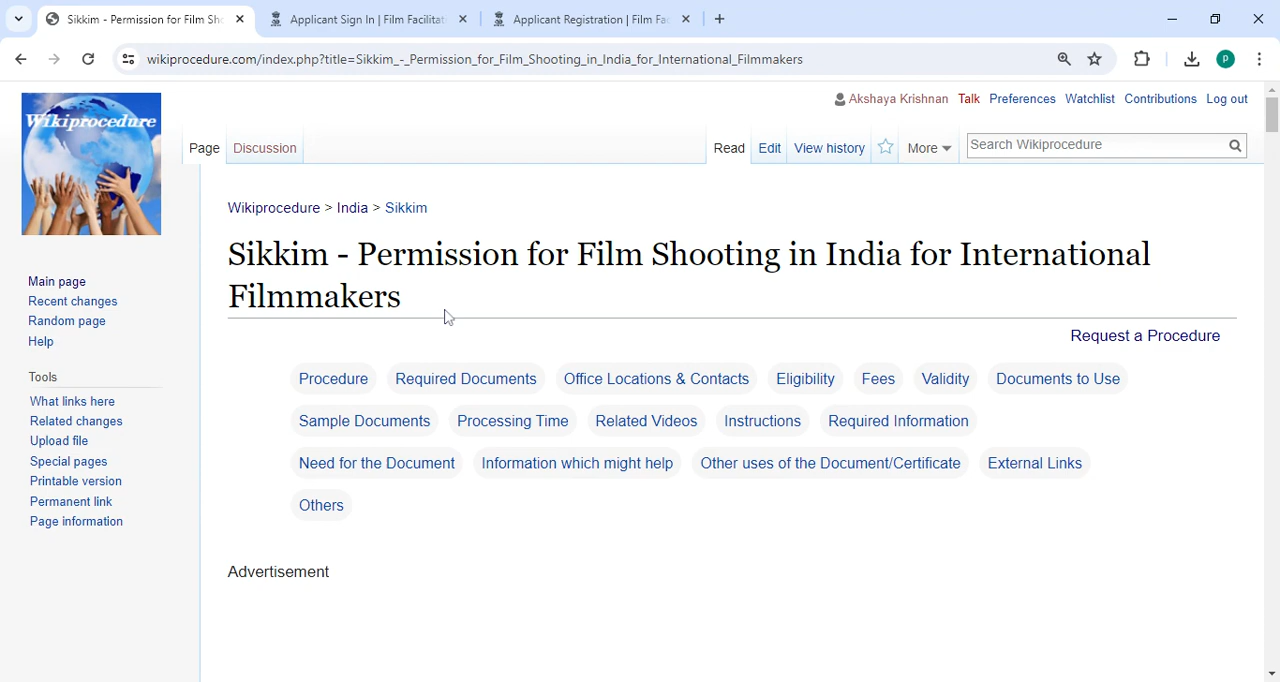 Sikkim - Permission for Film Sh
Applicant Sign In | Film Facilitat
Applicant Registration | Film Fac
wikiprocedure.com/index.php?title=Sikkim_-_Permission_for_Film_Shooting_in_India_for_International_Filmmakers
P
Wikiprocedure
Akshaya Krishnan Talk Preferences Watchlist Contributions Log out
Page Discussion Read Edit View history More Search Wikiprocedure
Wikiprocedure > India > Sikkim
Sikkim - Permission for Film Shooting in India for International
Filmmakers
Main page
Recent changes
Random page
Help
Tools
What links here
Related changes
Upload file
Special pages
Printable version
Permanent link
Page information
Request a Procedure
Procedure Required Documents Office Locations & Contacts Eligibility Fees Validity Documents to Use
Sample Documents Processing Time Related Videos Instructions Required Information
Need for the Document Information which might help Other uses of the Document/Certificate External Links
Others
Advertisement